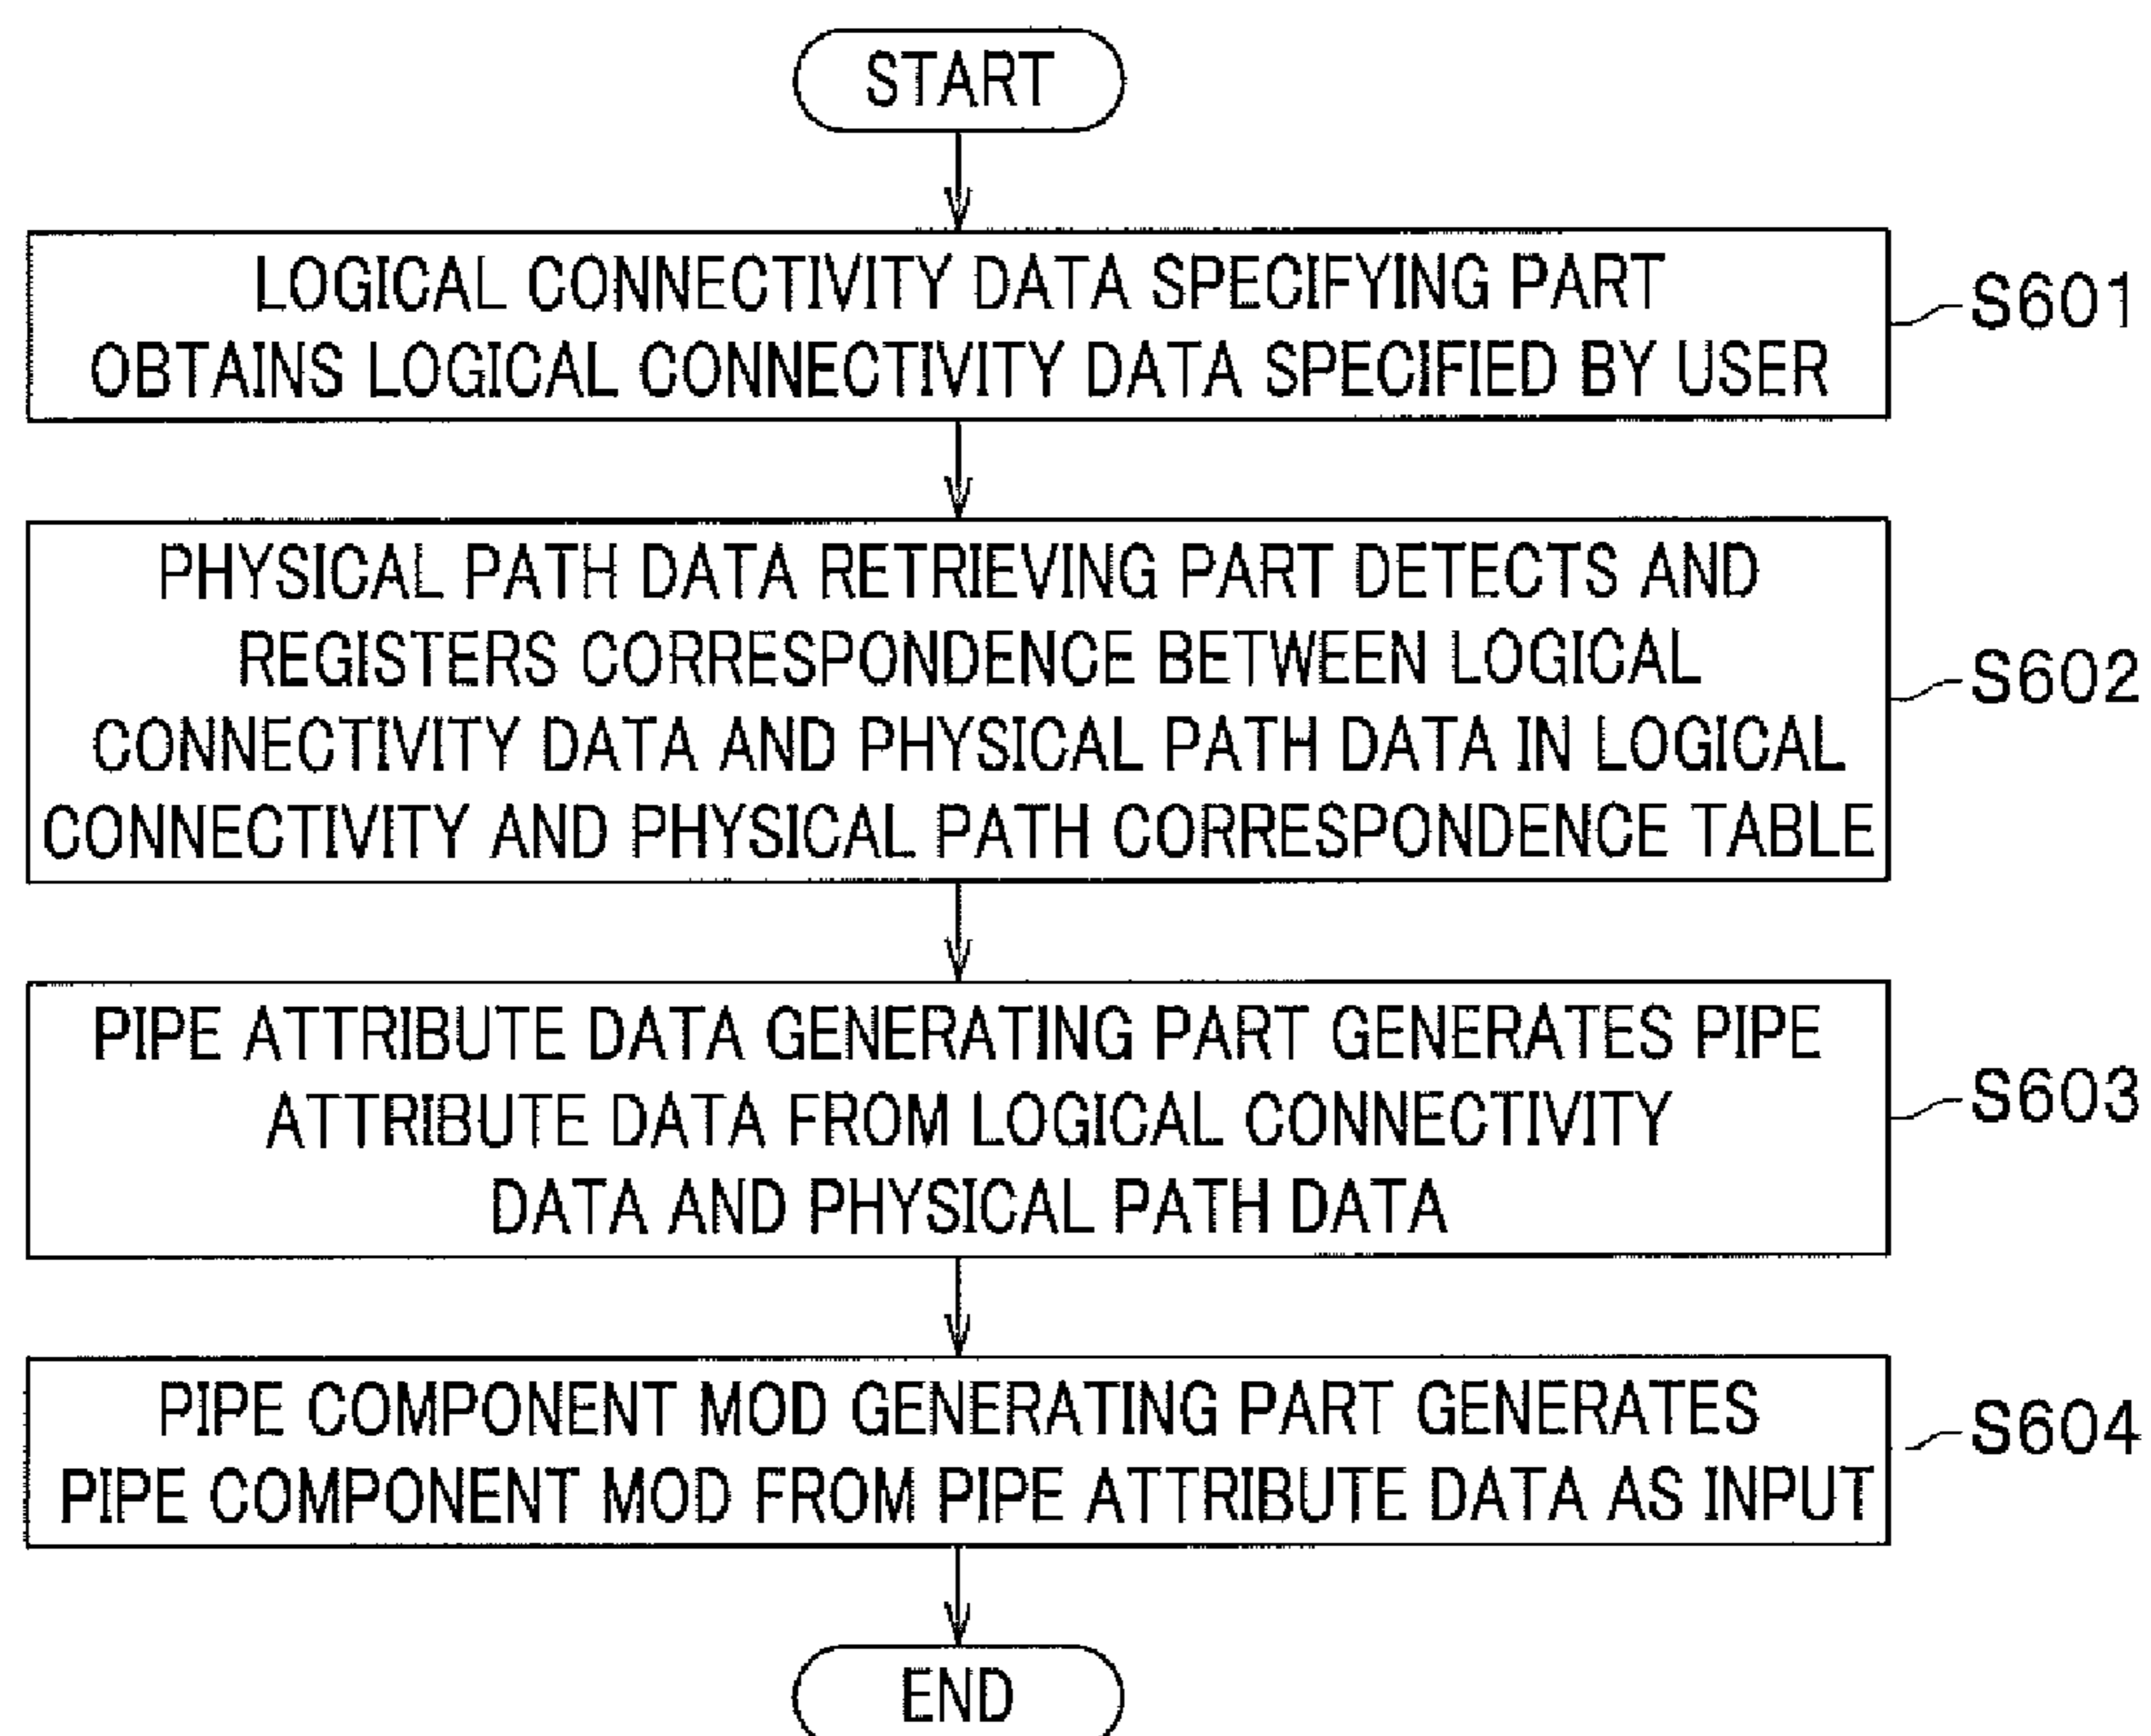 START
LOGICAL CONNECTIVITY DATA SPECIFYING PART
OBTAINS LOGICAL CONNECTIVITY DATA SPECIFIED BY USER
S601
PHYSICAL PATH DATA RETRIEVING PART DETECTS AND
REGISTERS CORRESPONDENCE BETWEEN LOGICAL
CONNECTIVITY DATA AND PHYSICAL PATH DATA IN LOGICAL
CONNECTIVITY AND PHYSICAL PATH CORRESPONDENCE TABLE
S602
PIPE ATTRIBUTE DATA GENERATING PART GENERATES PIPE
ATTRIBUTE DATA FROM LOGICAL CONNECTIVITY
DATA AND PHYSICAL PATH DATA
S603
PIPE COMPONENT MOD GENERATING PART GENERATES
PIPE COMPONENT MOD FROM PIPE ATTRIBUTE DATA AS INPUT
S604
END